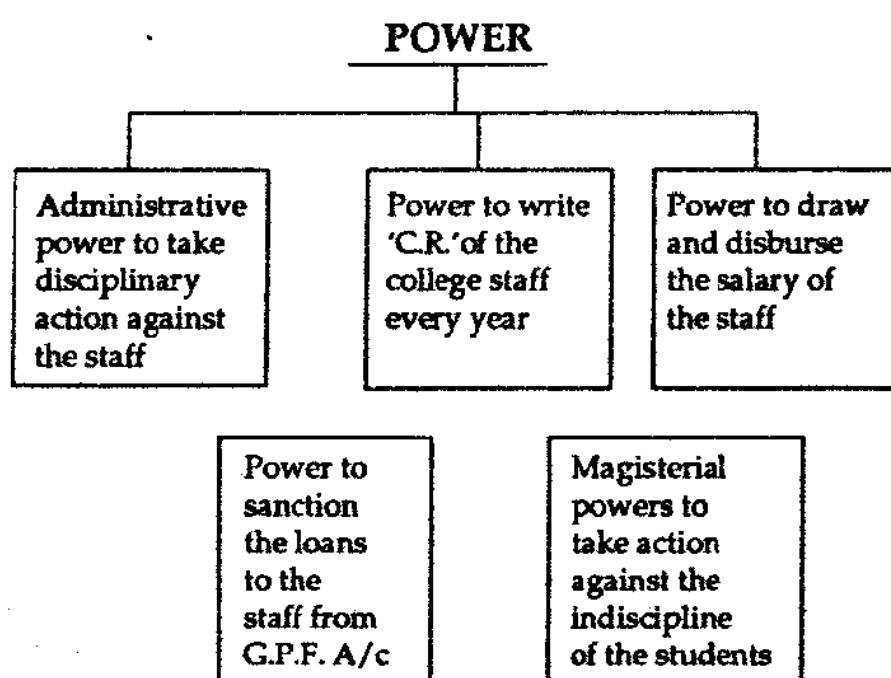 POWER
Administrative
power to take
disciplinary
action against
the staff
Power to write
'C.R.'of the
college staff
every year
Power to draw
and disburse
the salary of
the staff
Power to
sanction
the loans
to the
staff from
G.P.F. A/c
Magisterial
powers to
take action
against the
indiscipline
of the students